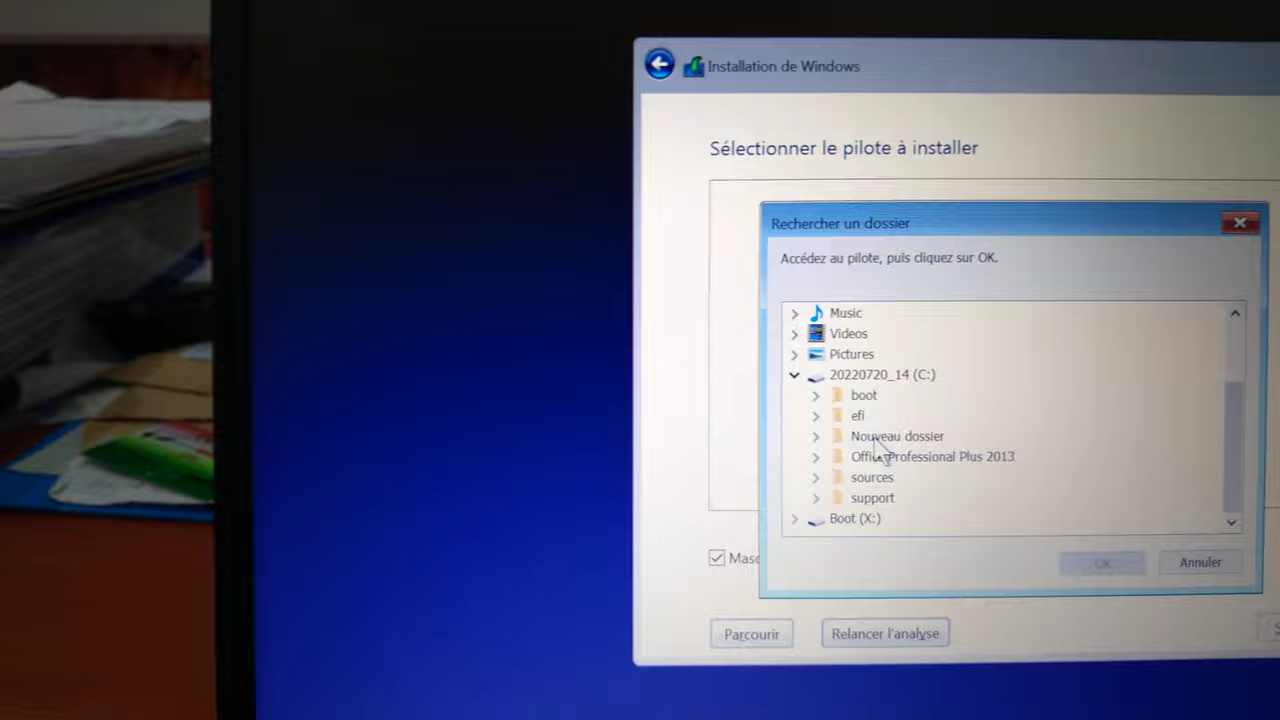 Installation de Windows
Sélectionner le pilote à installer
Rechercher un dossier
Accédez au pilote, puis cliquez sur OK.
Music
Videos
Pictures
20220720_14 (C:)
boot
efi
Nouveau dossier
Office Professional Plus 2013
sources
support
Boot (X:)
OK
Annuler
Masc
Parcourir
Relancer l'analyse
S